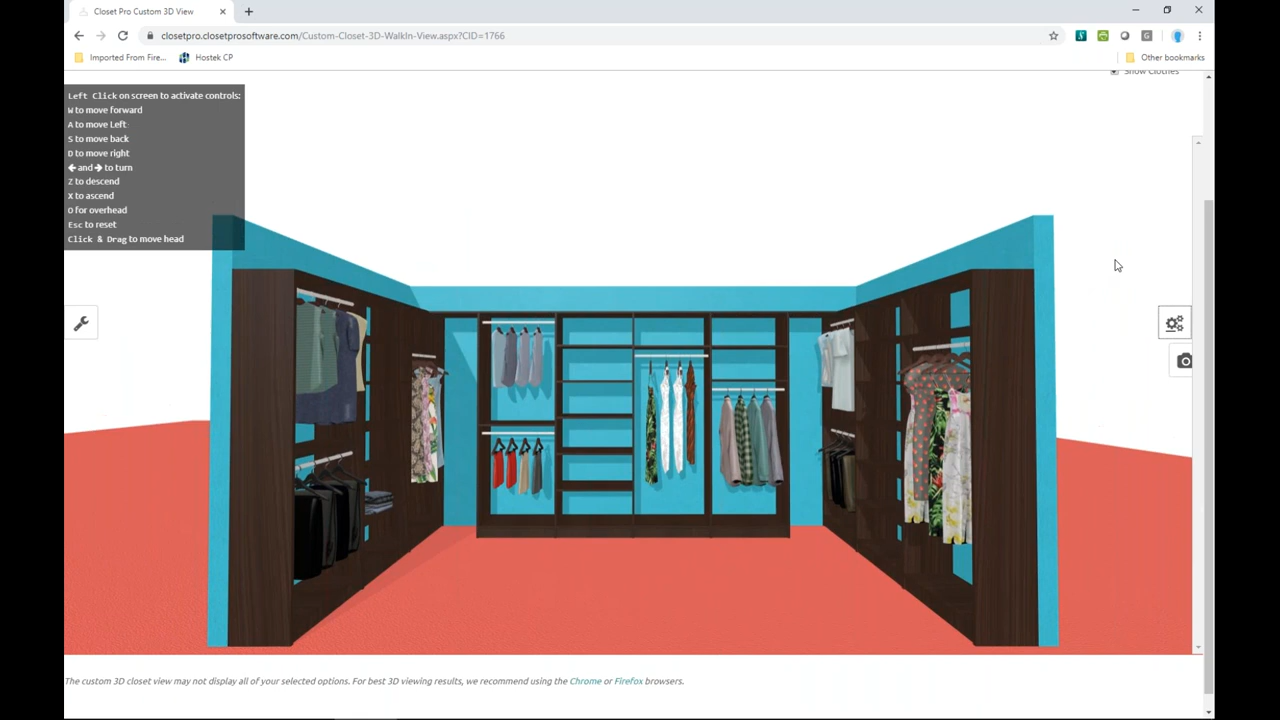 Closet Pro Custom 3D View
closetpro.closetprosoftware.com/Custom-Closet-3D-WalkIn-View.aspx?CID=1766
Imported From Fire... Hostek CP Other bookmarks
Show Clothes
Left Click on screen to activate controls:
W to move forward
A to move Left
S to move back
D to move right
← and → to turn
Z to descend
X to ascend
O for overhead
Esc to reset
Click & Drag to move head
The custom 3D closet view may not display all of your selected options. For best 3D viewing results, we recommend using the Chrome or Firefox browsers.